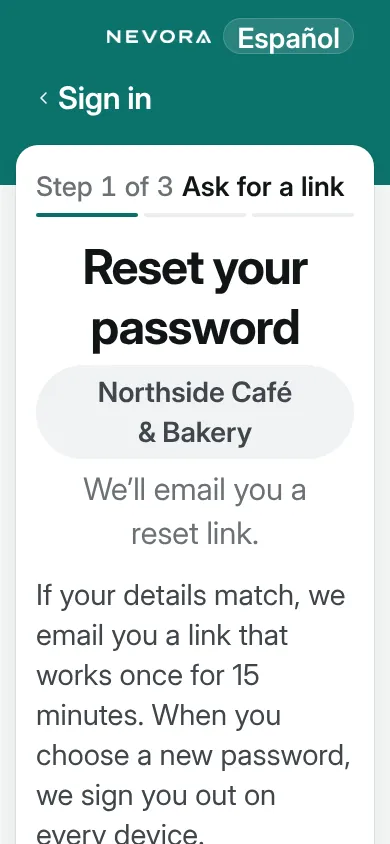 NEVORA Español
Sign in
Step 1 of 3 Ask for a link
Reset your
password
Northside Café
& Bakery
We’ll email you a
reset link.
If your details match, we
email you a link that
works once for 15
minutes. When you
choose a new password,
we sign you out on
every device.